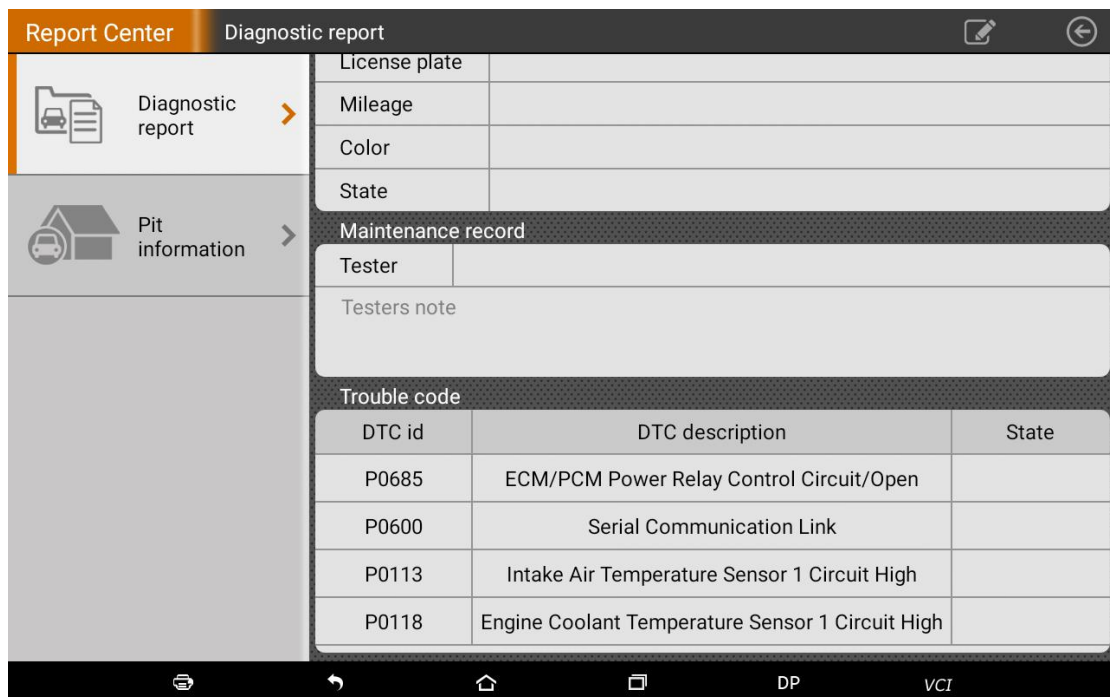 Report Center Diagnostic report
Diagnostic
report
Pit
information
License plate
Mileage
Color
State
Maintenance record
Tester
Testers note
Trouble code
DTC id DTC description State
P0685 ECM/PCM Power Relay Control Circuit/Open
P0600 Serial Communication Link
P0113 Intake Air Temperature Sensor 1 Circuit High
P0118 Engine Coolant Temperature Sensor 1 Circuit High
DP VCI